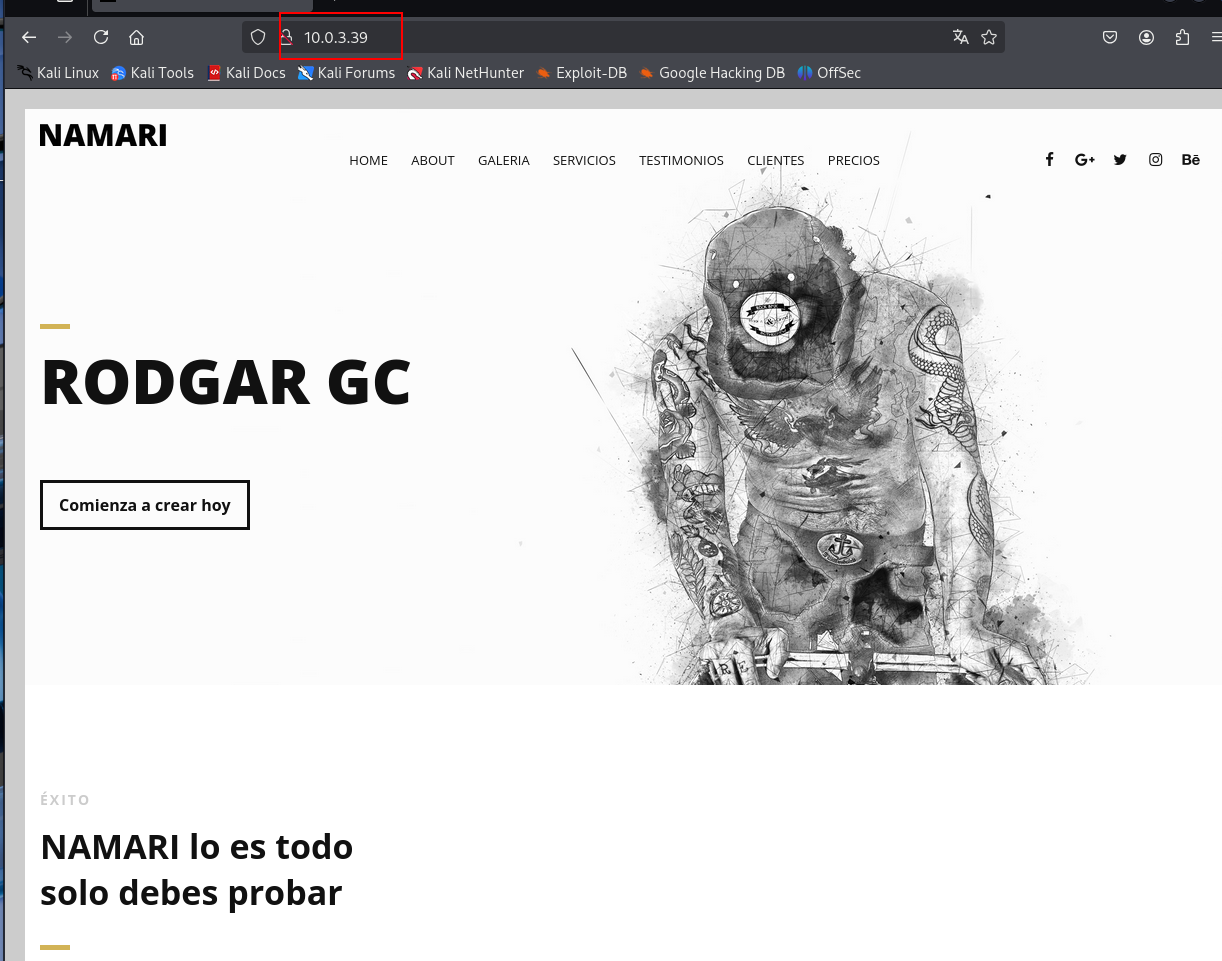 10.0.3.39
Kali Linux Kali Tools Kali Docs Kali Forums Kali NetHunter Exploit-DB Google Hacking DB OffSec
NAMARI
HOME ABOUT GALERIA SERVICIOS TESTIMONIOS CLIENTES PRECIOS
RODGAR GC
Comienza a crear hoy
ÉXITO
NAMARI lo es todo
solo debes probar